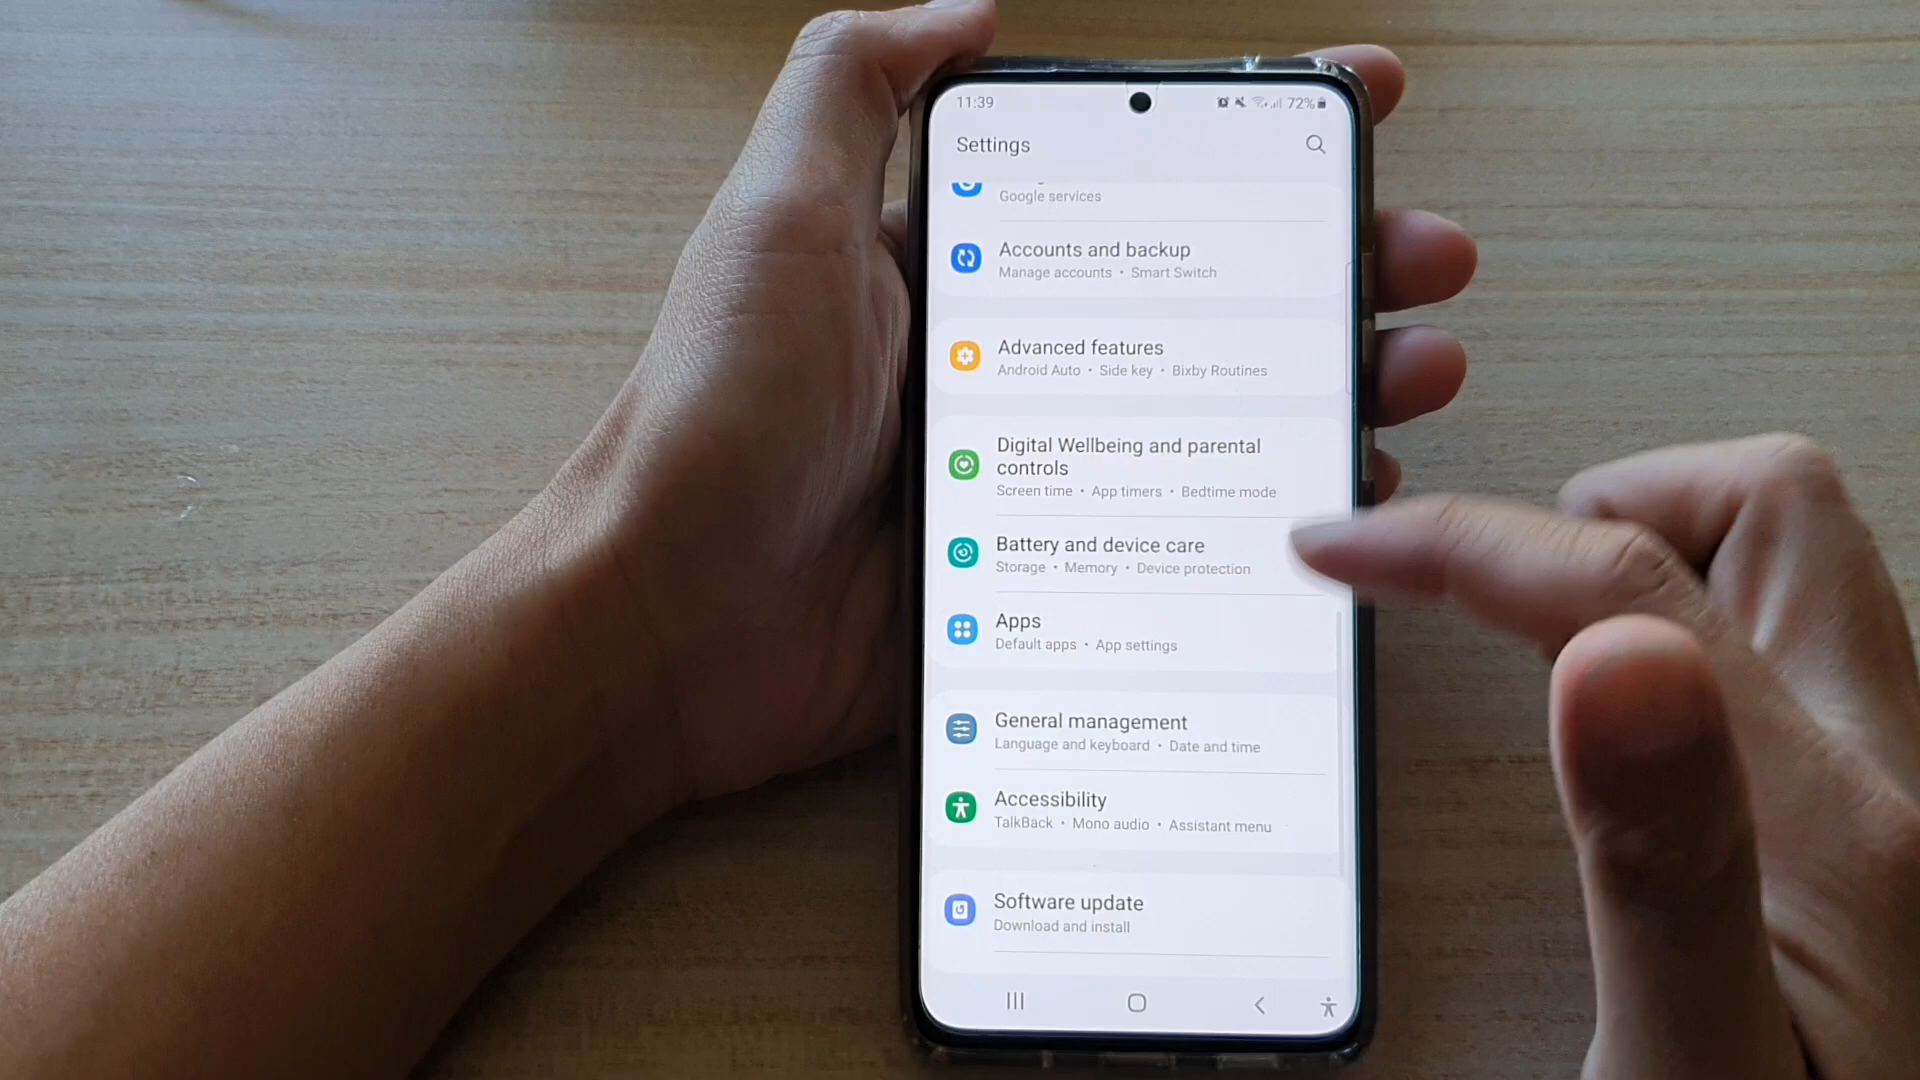 11:39
72%
Settings
Google services
Accounts and backup
Manage accounts • Smart Switch
Advanced features
Android Auto • Side key • Bixby Routines
Digital Wellbeing and parental
controls
Screen time • App timers • Bedtime mode
Battery and device care
Storage • Memory • Device protection
Apps
Default apps • App settings
General management
Language and keyboard • Date and time
Accessibility
TalkBack • Mono audio • Assistant menu
Software update
Download and install